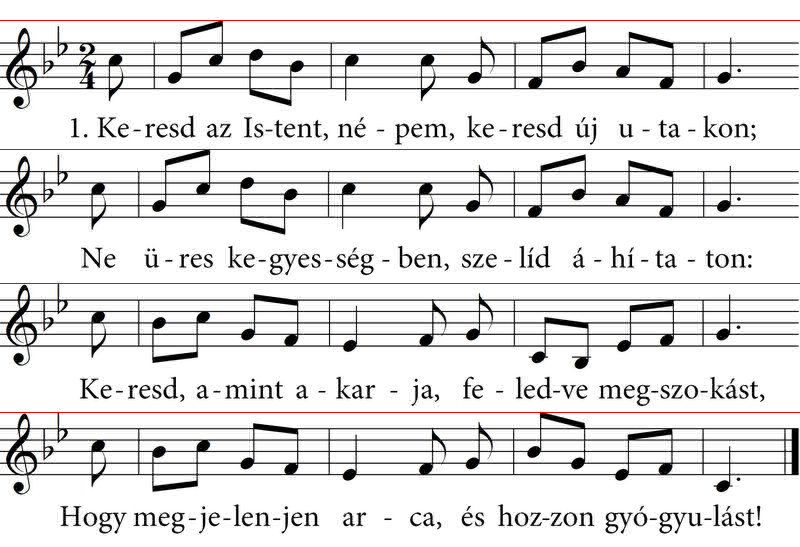 2
4
1. Ke-resd az Is-tent, né - pem, ke-resd új u - ta - kon;
Ne ü-res ke-gyes-ség - ben, sze-líd á - hí - ta - ton:
Ke-resd, a-mint a - kar - ja, fe - led-ve meg-szo-kást,
Hogy meg-je-len-jen ar - ca, és hoz-zon gyó-gyu-lást!